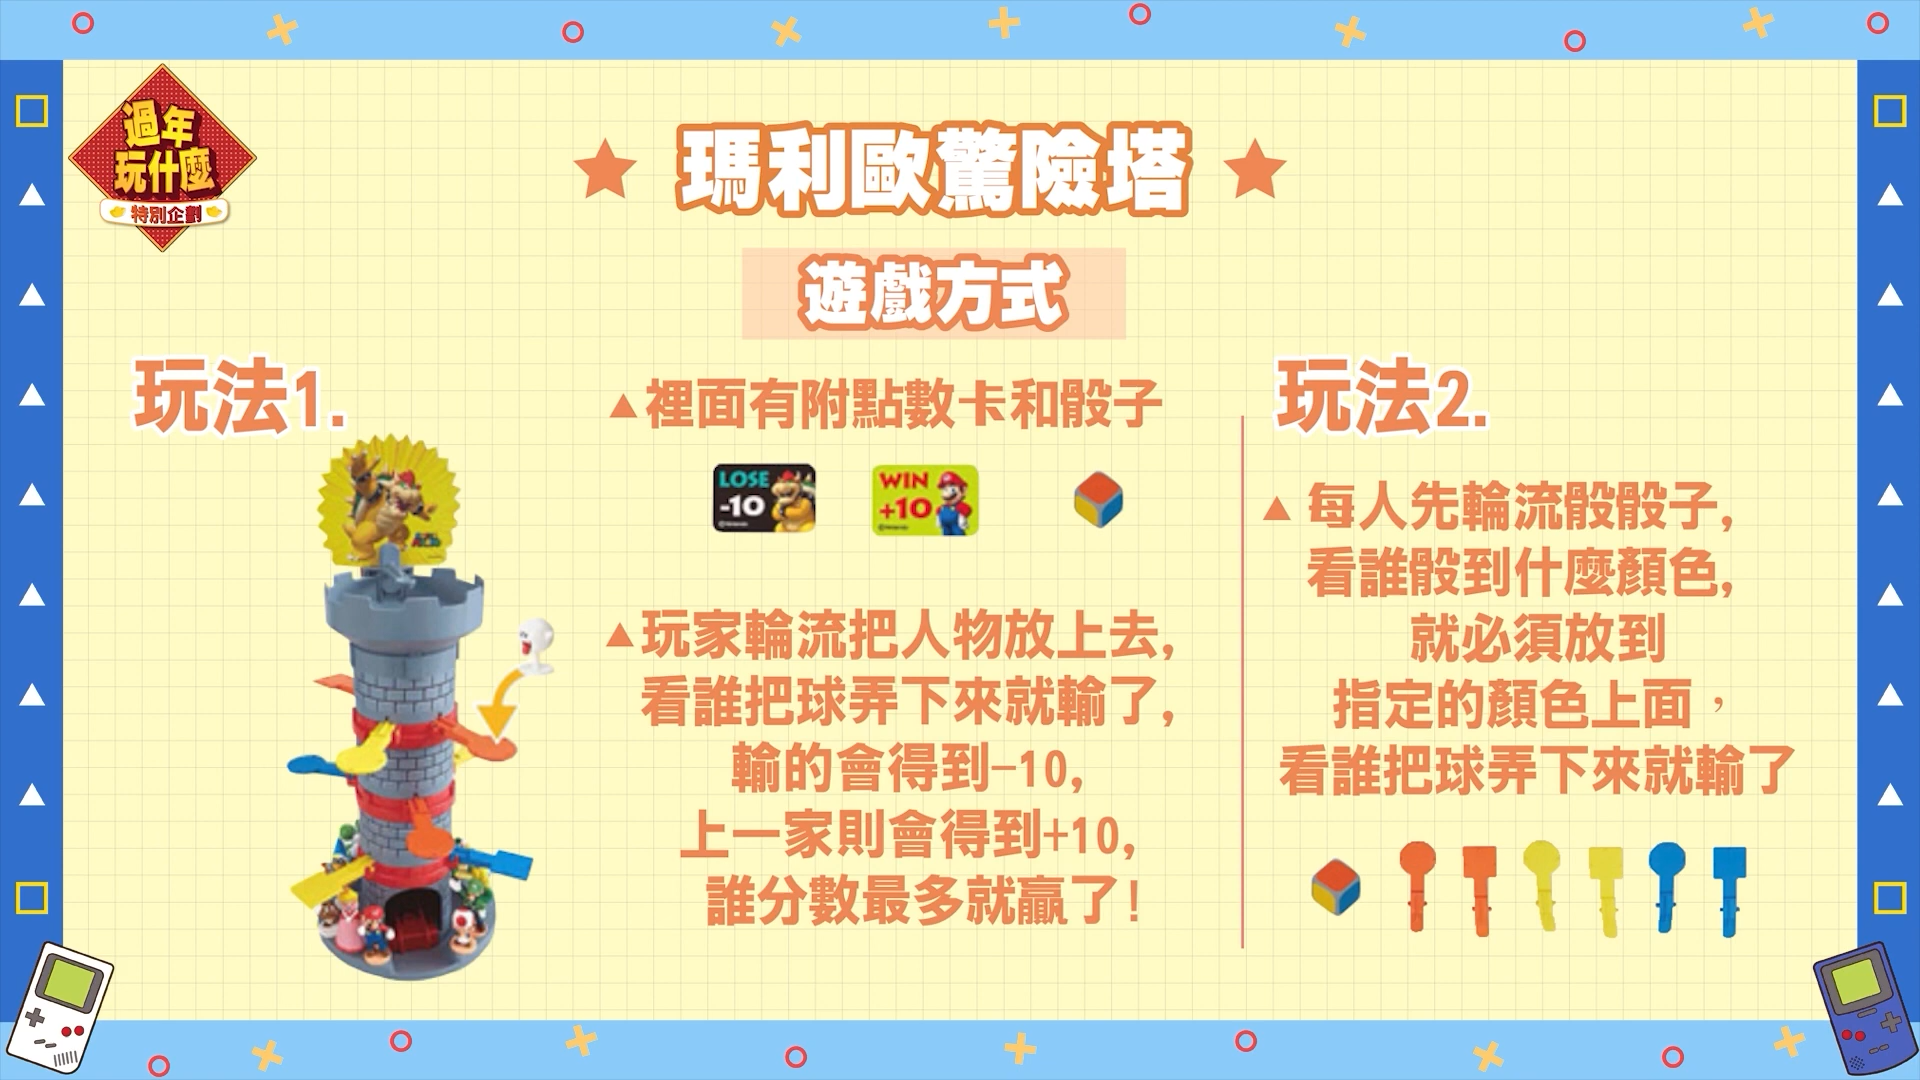 過年
玩什麼
特別企劃
瑪利歐驚險塔
遊戲方式
玩法1.
▲裡面有附點數卡和骰子
LOSE
-10
WIN
+10
▲玩家輪流把人物放上去,
看誰把球弄下來就輸了,
輸的會得到-10,
上一家則會得到+10,
誰分數最多就贏了!
玩法2.
▲每人先輪流骰骰子,
看誰骰到什麼顏色,
就必須放到
指定的顏色上面，
看誰把球弄下來就輸了